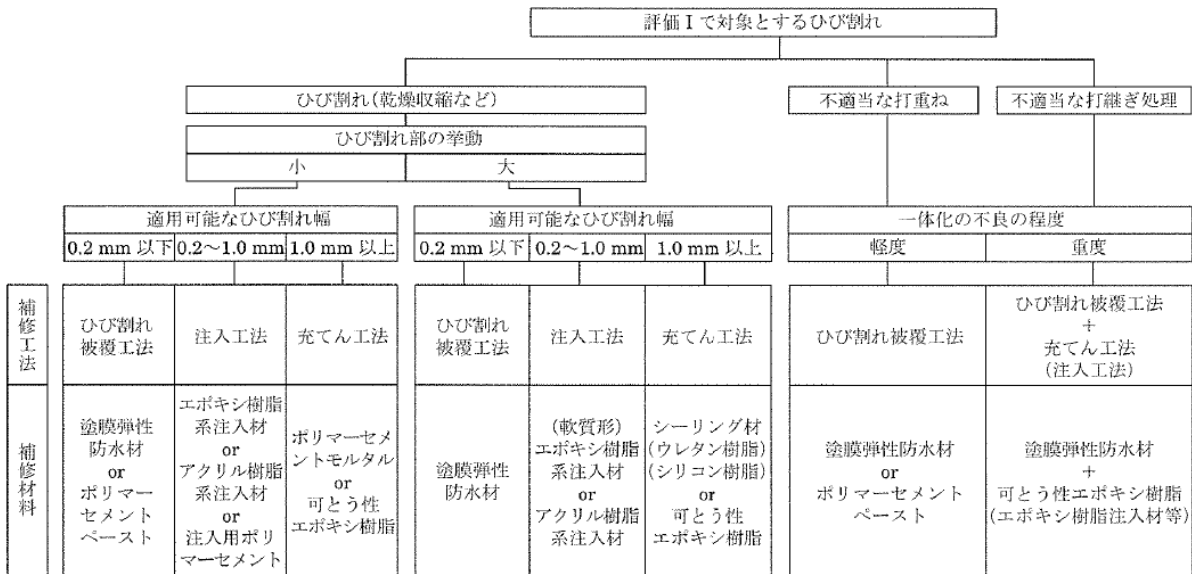 評価Ⅰで対象とするひび割れ
ひび割れ(乾燥収縮など)
不適当な打重ね
不適当な打継ぎ処理
ひび割れ部の挙動
小
大
適用可能なひび割れ幅
0.2 mm 以下
0.2～1.0 mm
1.0 mm 以上
適用可能なひび割れ幅
0.2 mm 以下
0.2～1.0 mm
1.0 mm 以上
一体化の不良の程度
軽度
重度
補修工法
ひび割れ
被覆工法
注入工法
充てん工法
ひび割れ
被覆工法
注入工法
充てん工法
ひび割れ被覆工法
ひび割れ被覆工法
+
充てん工法
(注入工法)
補修材料
塗膜弾性
防水材
or
ポリマー
セメント
ペースト
エポキシ樹脂
系注入材
or
アクリル樹脂
系注入材
or
注入用ポリ
マーセメント
ポリマーセメ
ントモルタル
or
可とう性
エポキシ樹脂
塗膜弾性
防水材
(軟質形)
エポキシ樹脂
系注入材
or
アクリル樹脂
系注入材
シーリング材
(ウレタン樹脂)
(シリコン樹脂)
or
可とう性
エポキシ樹脂
塗膜弾性防水材
or
ポリマーセメント
ペースト
塗膜弾性防水材
+
可とう性エポキシ樹脂
(エポキシ樹脂注入材等)